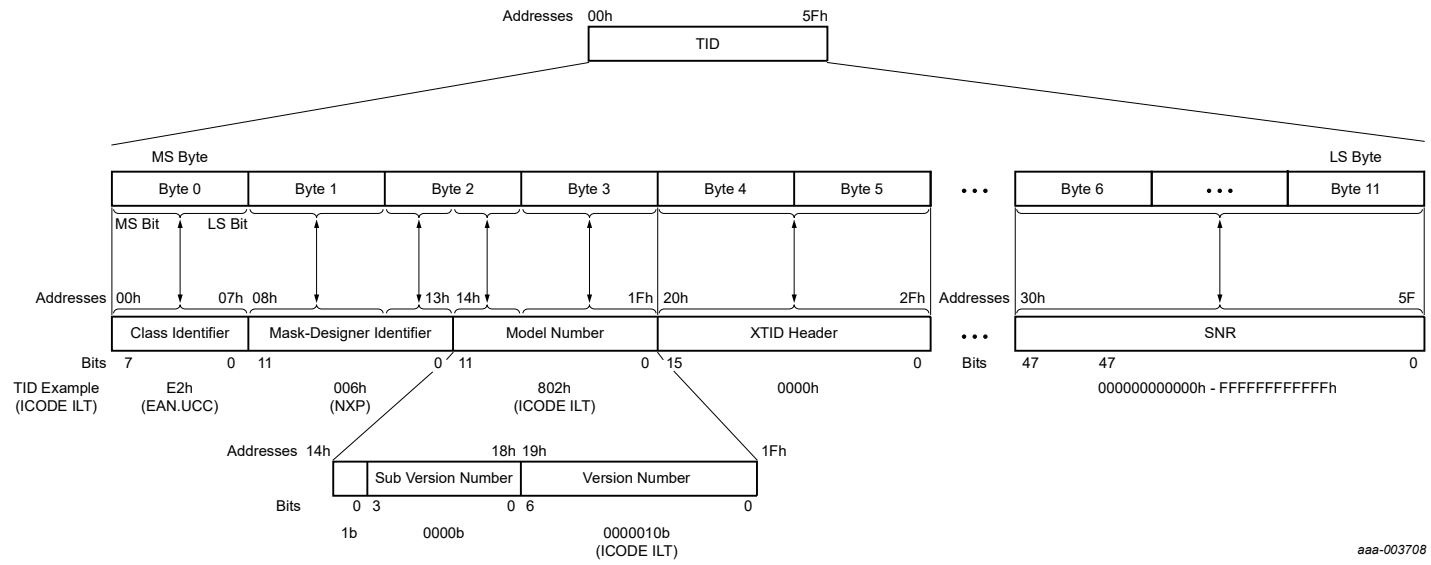 Addresses 00h 5Fh
TID
MS Byte LS Byte
Byte 0 Byte 1 Byte 2 Byte 3 Byte 4 Byte 5 ... Byte 6 ... Byte 11
MS Bit LS Bit
Addresses 00h 07h 08h 13h 14h 1Fh 20h 2Fh Addresses 30h 5F
Class Identifier Mask-Designer Identifier Model Number XTID Header ... SNR
Bits 7 0 11 0 11 0 15 0 Bits 47 47 0
TID Example E2h 006h 802h 0000h 000000000000h - FFFFFFFFFFFFh
(ICODE ILT) (EAN.UCC) (NXP) (ICODE ILT)
Addresses 14h 18h 19h 1Fh
Sub Version Number Version Number
Bits 0 3 0 6 0
1b 0000b 0000010b
(ICODE ILT)
aaa-003708